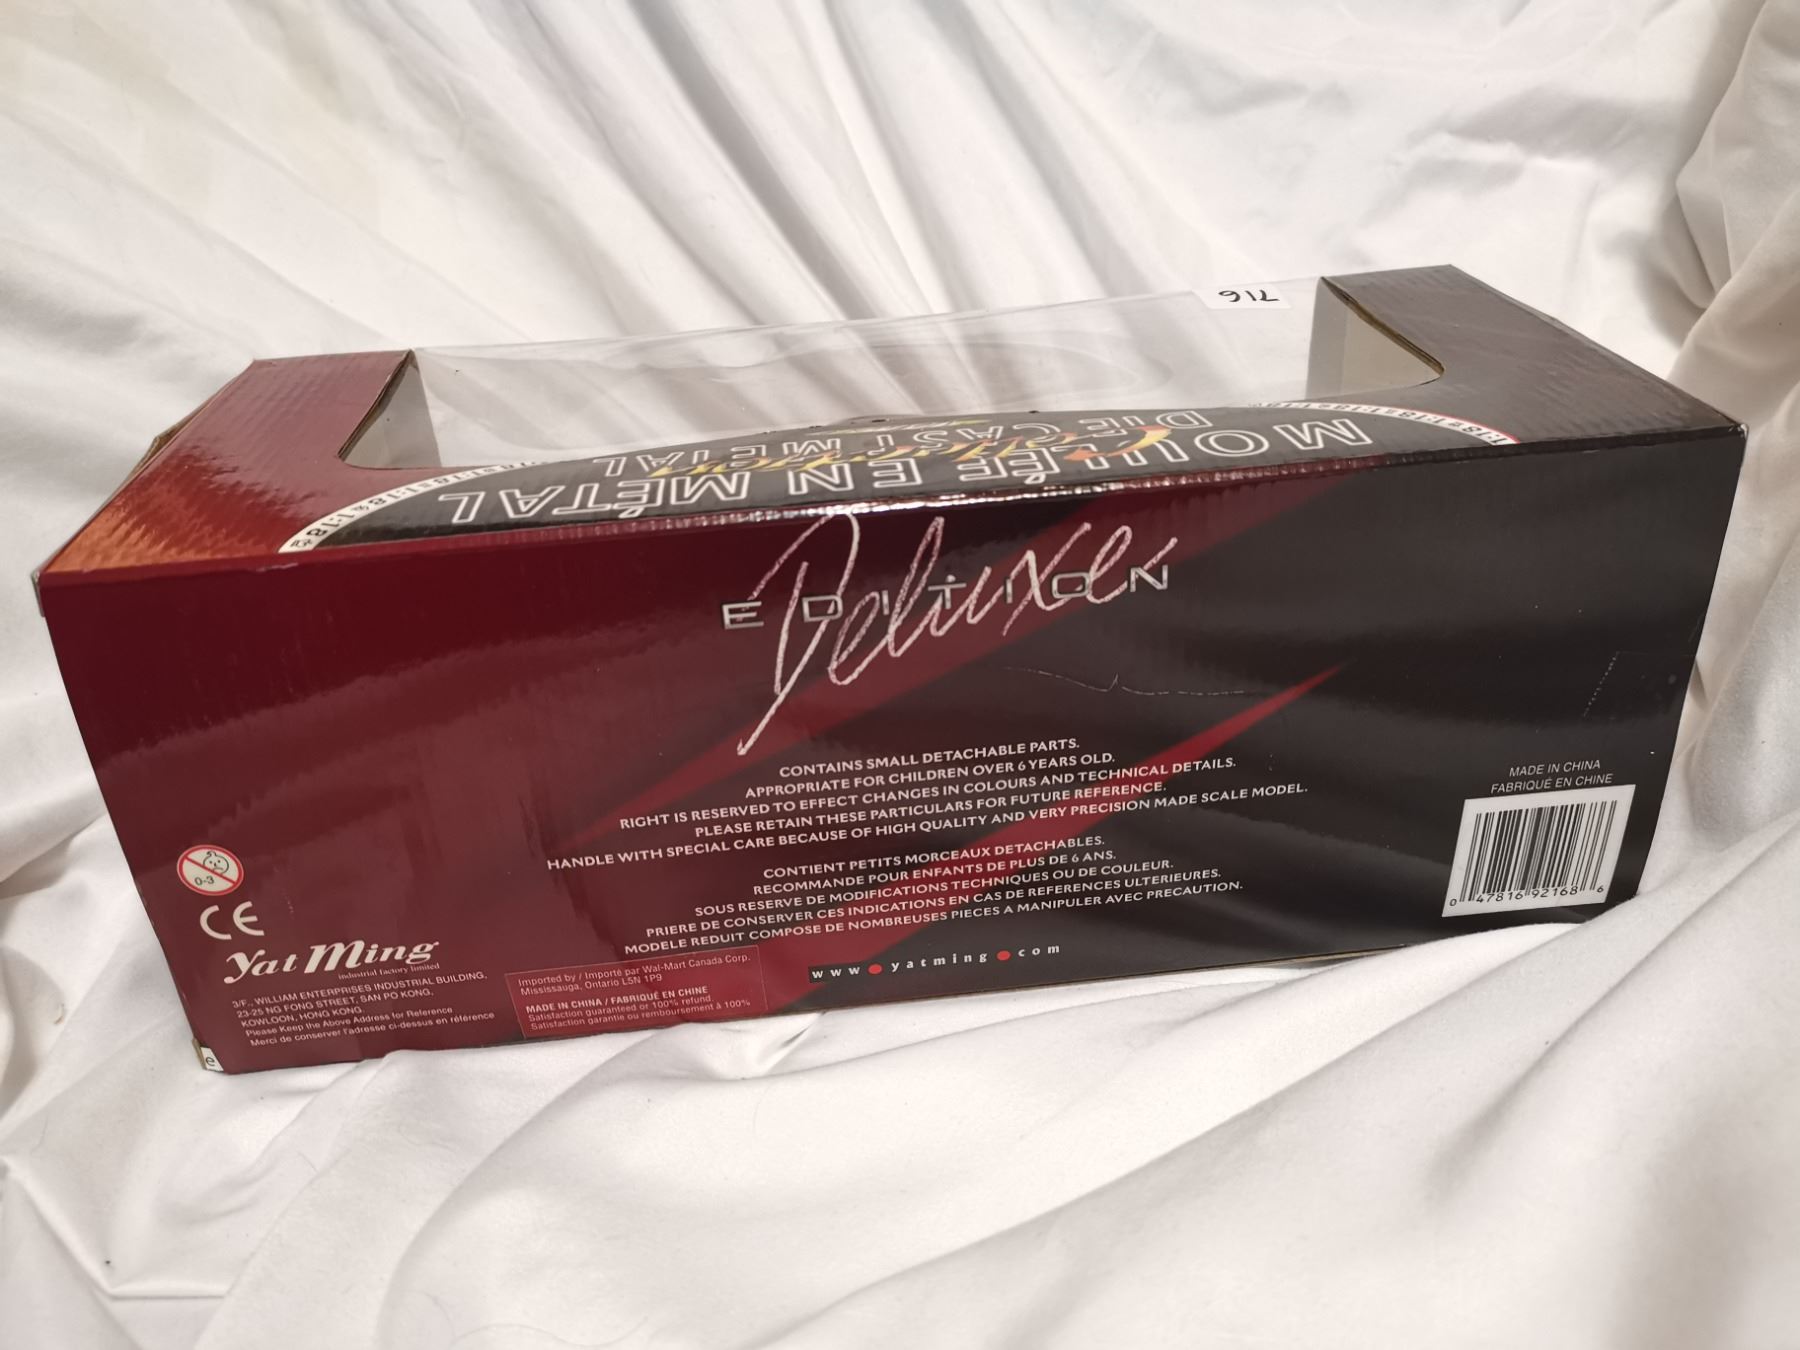 716
DIE CAST METAL
MOULÉE EN MÉTAL
1:18 1:18 1:18
Deluxe
EDITION
CONTAINS SMALL DETACHABLE PARTS.
APPROPRIATE FOR CHILDREN OVER 6 YEARS OLD.
RIGHT IS RESERVED TO EFFECT CHANGES IN COLOURS AND TECHNICAL DETAILS.
PLEASE RETAIN THESE PARTICULARS FOR FUTURE REFERENCE.
HANDLE WITH SPECIAL CARE BECAUSE OF HIGH QUALITY AND VERY PRECISION MADE SCALE MODEL.
CONTIENT PETITS MORCEAUX DETACHABLES.
RECOMMANDE POUR ENFANTS DE PLUS DE 6 ANS.
SOUS RESERVE DE MODIFICATIONS TECHNIQUES OU DE COULEUR.
PRIERE DE CONSERVER CES INDICATIONS EN CAS DE REFERENCES ULTERIEURES.
MODELE REDUIT COMPOSE DE NOMBREUSES PIECES A MANIPULER AVEC PRECAUTION.
www.yatming.com
MADE IN CHINA
FABRIQUÉ EN CHINE
0 47816 92168 6
0-3
CE
Yat Ming
industrial factory limited
3/F., WILLIAM ENTERPRISES INDUSTRIAL BUILDING,
23-25 NG FONG STREET, SAN PO KONG,
KOWLOON, HONG KONG.
Please Keep the Above Address for Reference
Merci de conserver l'adresse ci-dessus en référence
Imported by / Importé par Wal-Mart Canada Corp.
Mississauga, Ontario L5N 1P9
MADE IN CHINA / FABRIQUÉ EN CHINE
Satisfaction guaranteed or 100% refund
Satisfaction garantie ou remboursement à 100%
e